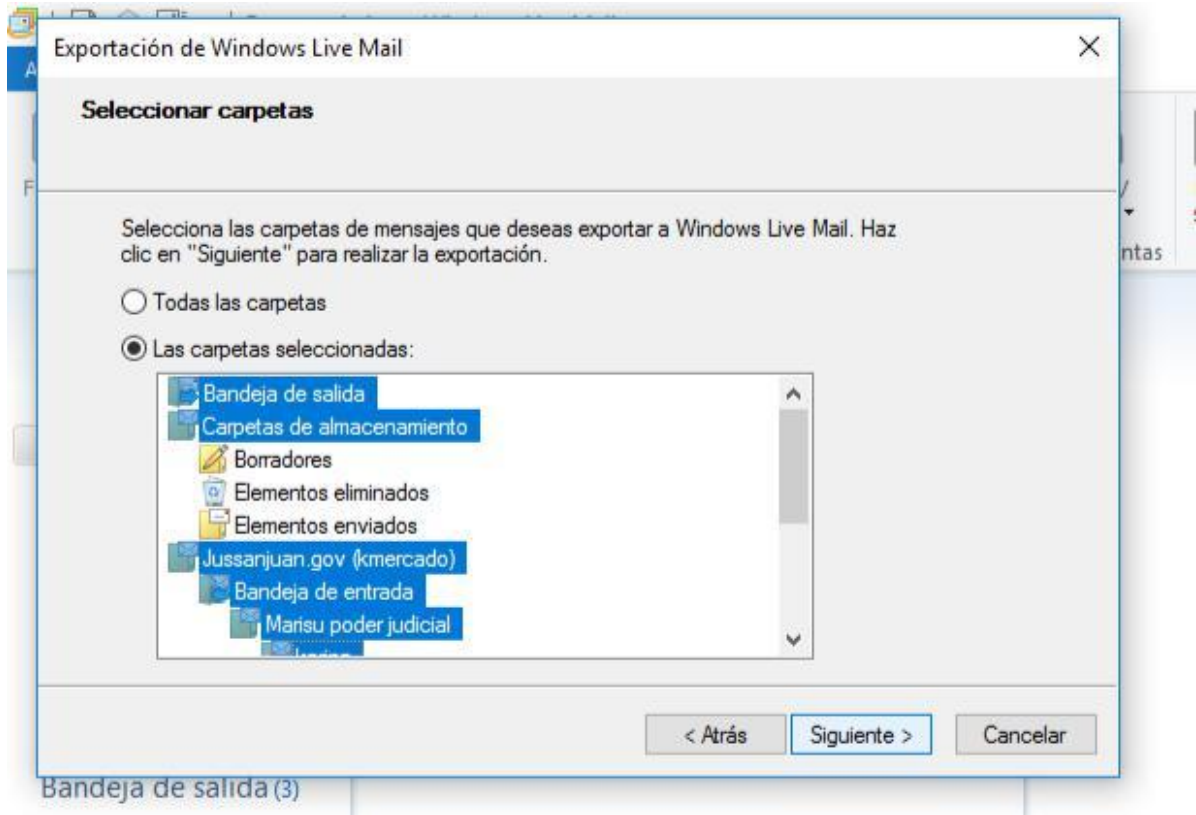 Exportación de Windows Live Mail
Seleccionar carpetas
Selecciona las carpetas de mensajes que deseas exportar a Windows Live Mail. Haz
clic en "Siguiente" para realizar la exportación.
Todas las carpetas
Las carpetas seleccionadas:
Bandeja de salida
Carpetas de almacenamiento
Borradores
Elementos eliminados
Elementos enviados
Jussanjuan.gov (kmercado)
Bandeja de entrada
Marisu poder judicial
< Atrás
Siguiente >
Cancelar
ntas
Bandeja de salida (3)